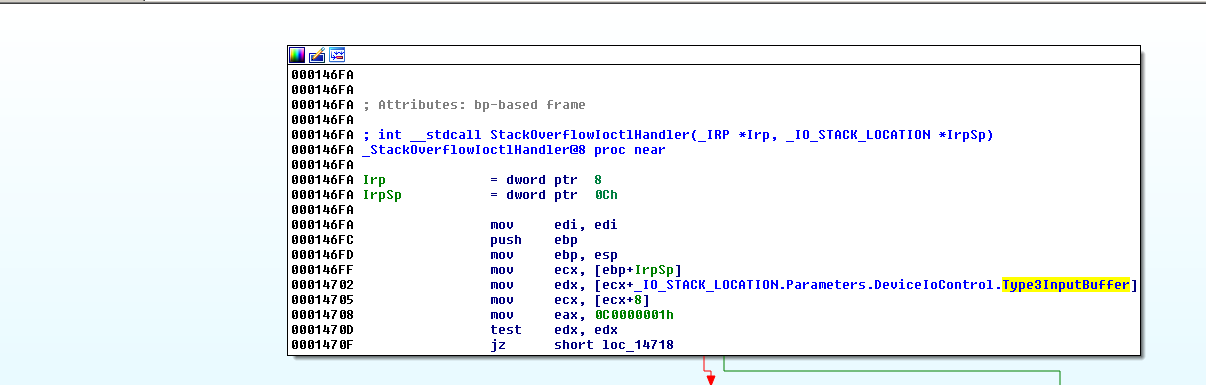 000146FA
000146FA
000146FA ; Attributes: bp-based frame
000146FA
000146FA ; int __stdcall StackOverflowIoctlHandler(_IRP *Irp, _IO_STACK_LOCATION *IrpSp)
000146FA _StackOverflowIoctlHandler@8 proc near
000146FA
000146FA Irp = dword ptr 8
000146FA IrpSp = dword ptr 0Ch
000146FA
000146FA mov edi, edi
000146FC push ebp
000146FD mov ebp, esp
000146FF mov ecx, [ebp+IrpSp]
00014702 mov edx, [ecx+_IO_STACK_LOCATION.Parameters.DeviceIoControl.Type3InputBuffer]
00014705 mov ecx, [ecx+8]
00014708 mov eax, 0C0000001h
0001470D test edx, edx
0001470F jz short loc_14718